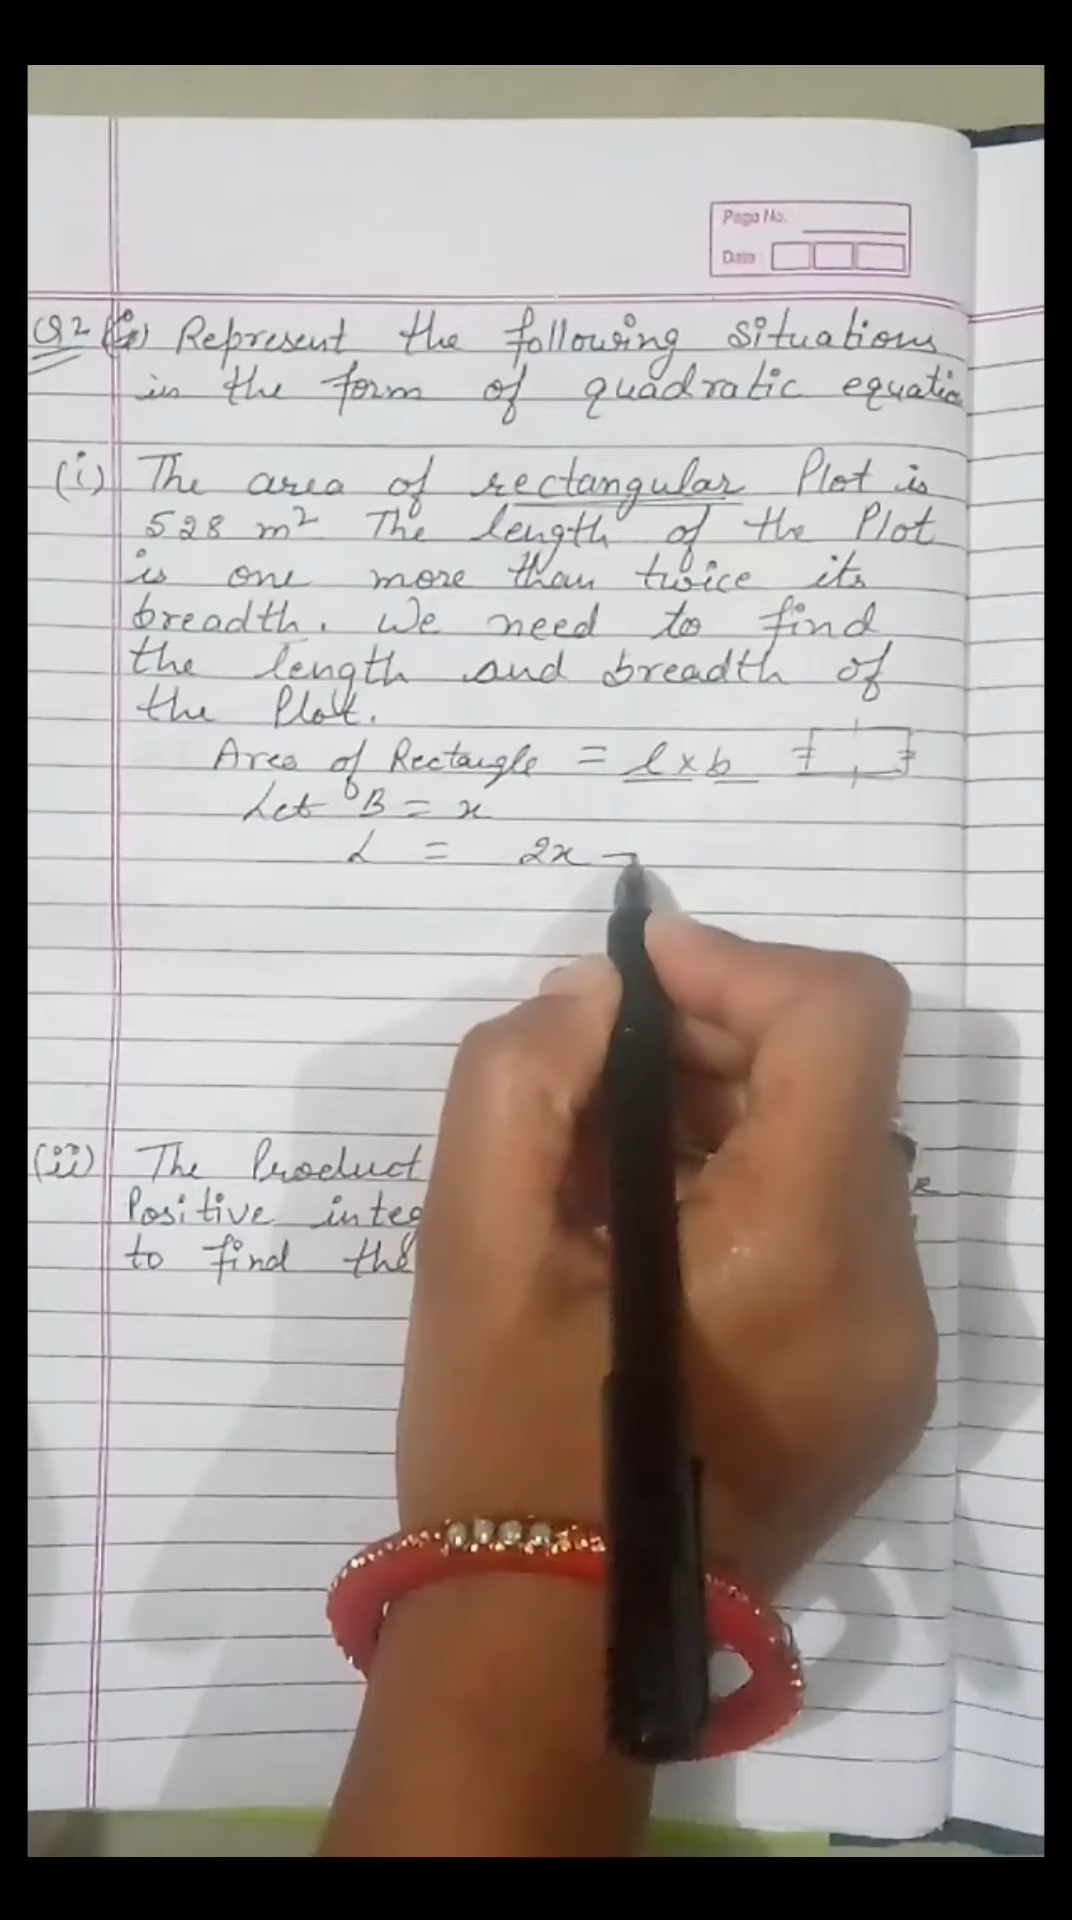 Page No.
Date
Q2 (i) Represent the following situations
in the form of quadratic equatio
(i) The area of rectangular Plot is
528 m² The length of the Plot
is one more than twice its
breadth. We need to find
the length and breadth of
the Plot.
Area of Rectangle = l x b
Let B = x
L = 2x
(ii) The Product
Positive integ
to find the